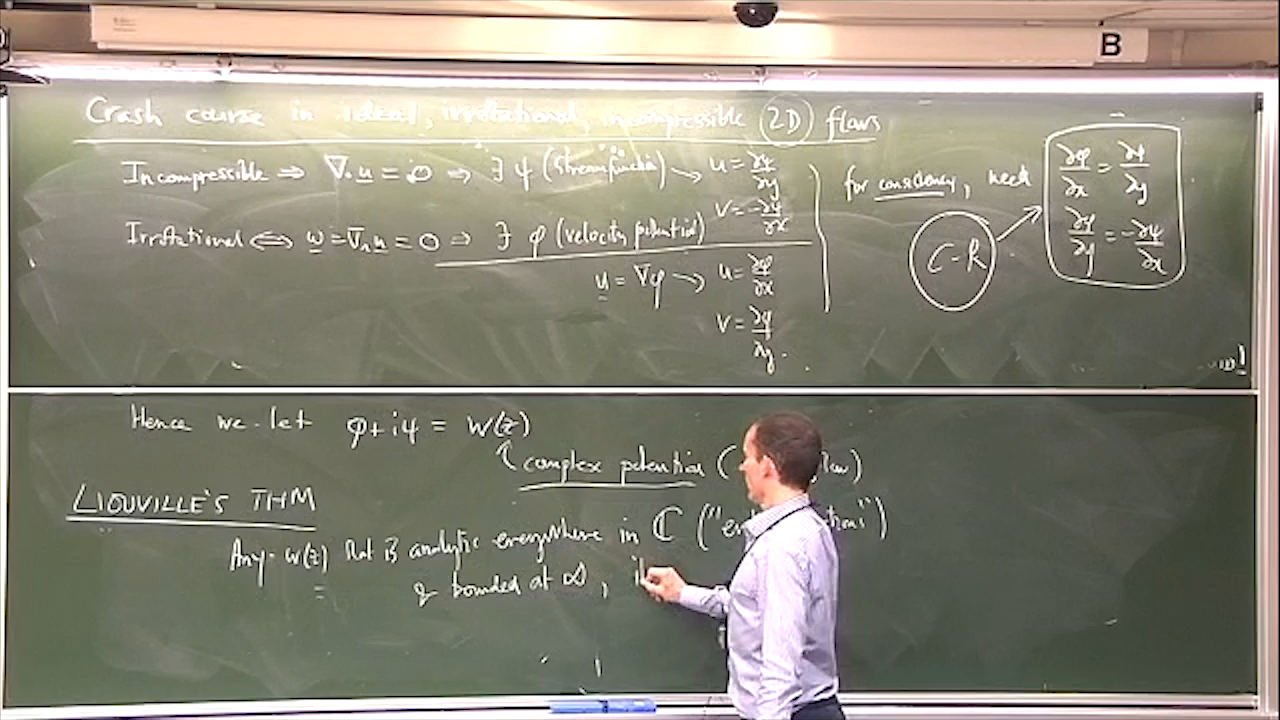 B
Crash course in ideal, irrotational, incompressible 2D flows
Incompressible ⇒ ∇·u = 0 ⇒ ∃ ψ (streamfunction) → u = ∂ψ/∂y
v = -∂ψ/∂x
Irrotational ⇔ ω = ∇∧u = 0 ⇒ ∃ φ (velocity potential)
u = ∇φ → u = ∂φ/∂x
v = ∂φ/∂y.
for consistency, need
∂φ/∂x = ∂ψ/∂y
∂φ/∂y = -∂ψ/∂x
C-R
Hence we let φ+iψ = w(z)
complex potential (
LIOUVILLE'S THM
Any w(z) that is analytic everywhere in ℂ ("
& bounded at ∞,